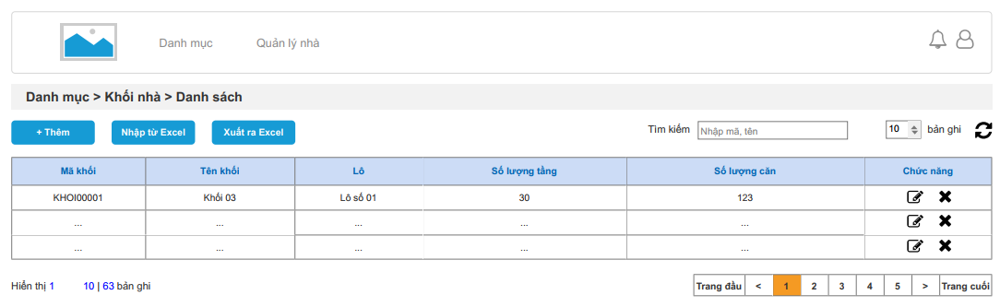 Danh mục Quản lý nhà
Danh mục > Khối nhà > Danh sách
+ Thêm Nhập từ Excel Xuất ra Excel Tìm kiếm Nhập mã, tên 10 bản ghi
Mã khối Tên khối Lô Số lượng tầng Số lượng căn Chức năng
KHOI00001 Khối 03 Lô số 01 30 123
... ... ... ... ...
... ... ... ... ...
Hiển thị 1 10 | 63 bản ghi Trang đầu < 1 2 3 4 5 > Trang cuối